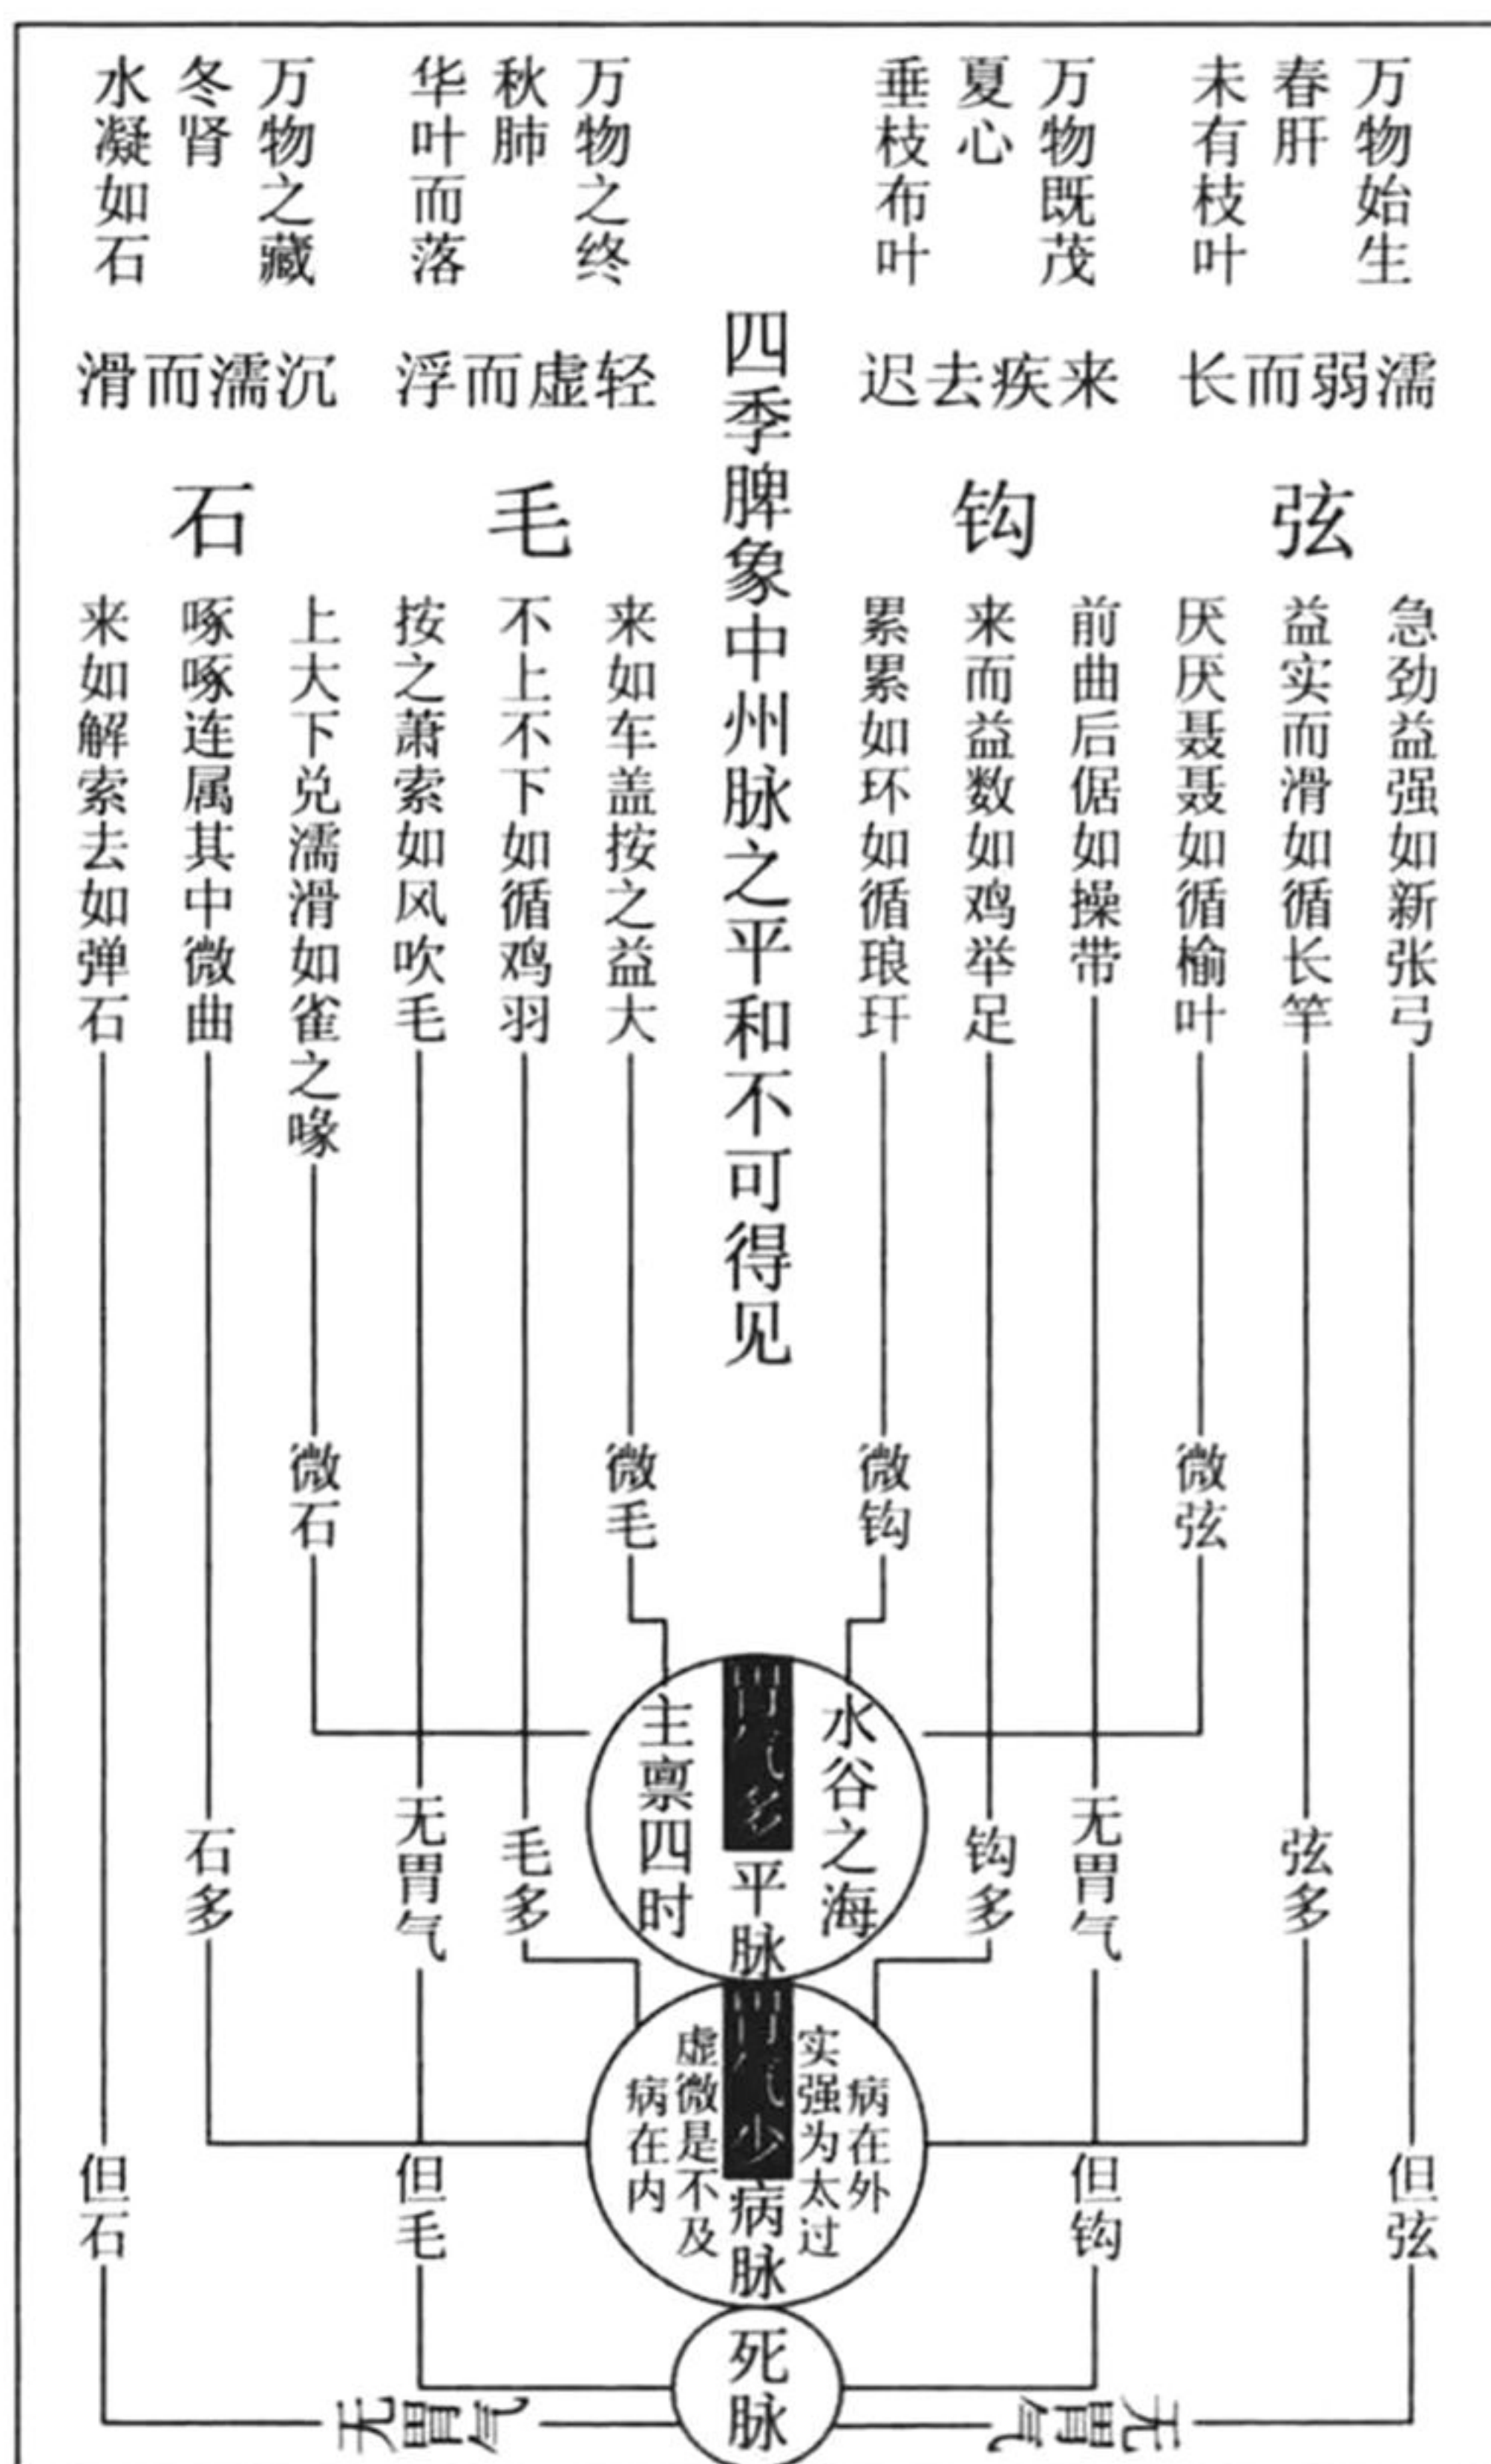 万物始生
春肝
未有枝叶
濡弱而长
弦
急劲益强如新张弓
益实而滑如循长竿
厌厌聂聂如循榆叶
微弦
弦多
但弦
万物既茂
夏心
垂枝布叶
来疾去迟
钩
前曲后倨如操带
来而益数如鸡举足
累累如环如循琅玕
微钩
钩多
无胃气
但钩
四季脾象中州脉之平和不可得见
万物之终
秋肺
华叶而落
轻虚而浮
毛
来如车盖按之益大
不上不下如循鸡羽
按之萧索如风吹毛
微毛
毛多
无胃气
但毛
万物之藏
冬肾
水凝如石
沉濡而滑
石
上大下兑濡滑如雀之喙
啄啄连属其中微曲
来如解索去如弹石
微石
石多
但石
水谷之海
胃气多
平脉
主禀四时
病在外
实强为太过
胃气少
病脉
虚微是不及
病在内
死脉
无胃气
无胃气